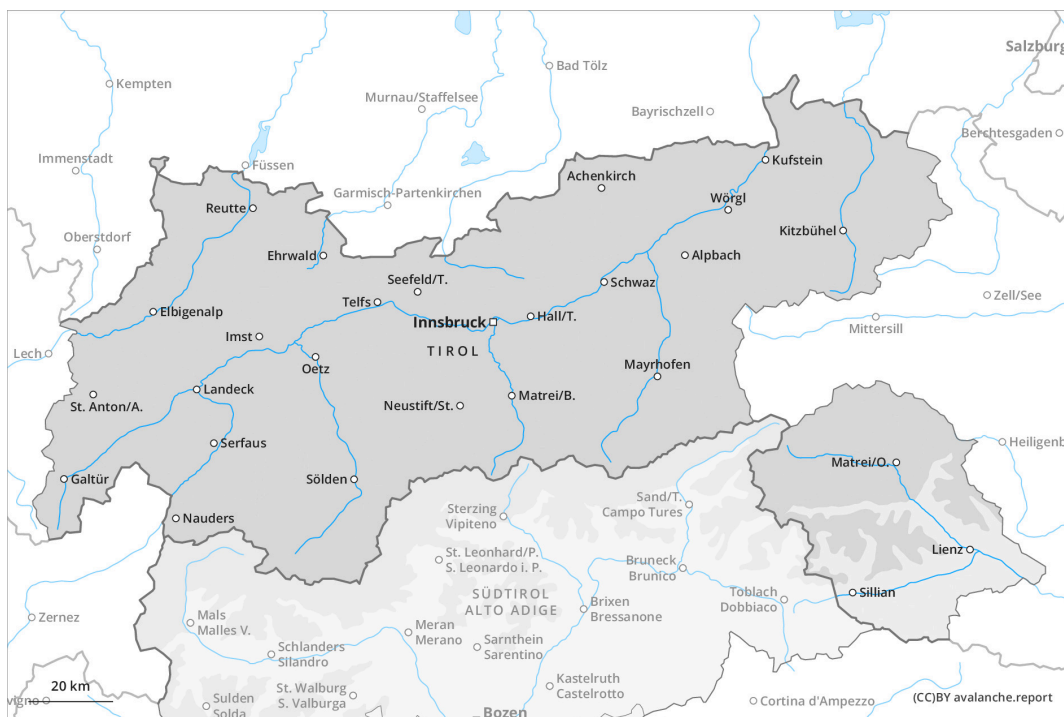 Salzburg
Bad Tölz
Kempten
Murnau/Staffelsee
Bayrischzell
Berchtesgaden
Immenstadt
Füssen
Kufstein
Achenkirch
Garmisch-Partenkirchen
Wörgl
Reutte
Oberstdorf
Kitzbühel
Ehrwald
Alpbach
Seefeld/T.
Schwaz
Zell/See
Telfs
Elbigenalp
Innsbruck
Hall/T.
Mittersill
Imst
TIROL
Lech
Oetz
Mayrhofen
Landeck
St. Anton/A.
Neustift/St.
Matrei/B.
Serfaus
Heiligenb
Matrei/O.
Galtür
Sölden
Sand/T.
Campo Tures
Sterzing
Vipiteno
Nauders
Lienz
St. Leonhard/P.
S. Leonardo i. P.
Bruneck
Brunico
SÜDTIROL
ALTO ADIGE
Sillian
Toblach
Dobbiaco
Zernez
Mals
Malles V.
Brixen
Bressanone
Meran
Merano
Sarnthein
Sarentino
Schlanders
Silandro
20 km
vigno
St. Walburg
S. Valburga
Kastelruth
Castelrotto
Sulden
Solda
Cortina d'Ampezzo
(CC)BY avalanche.report
Bozen